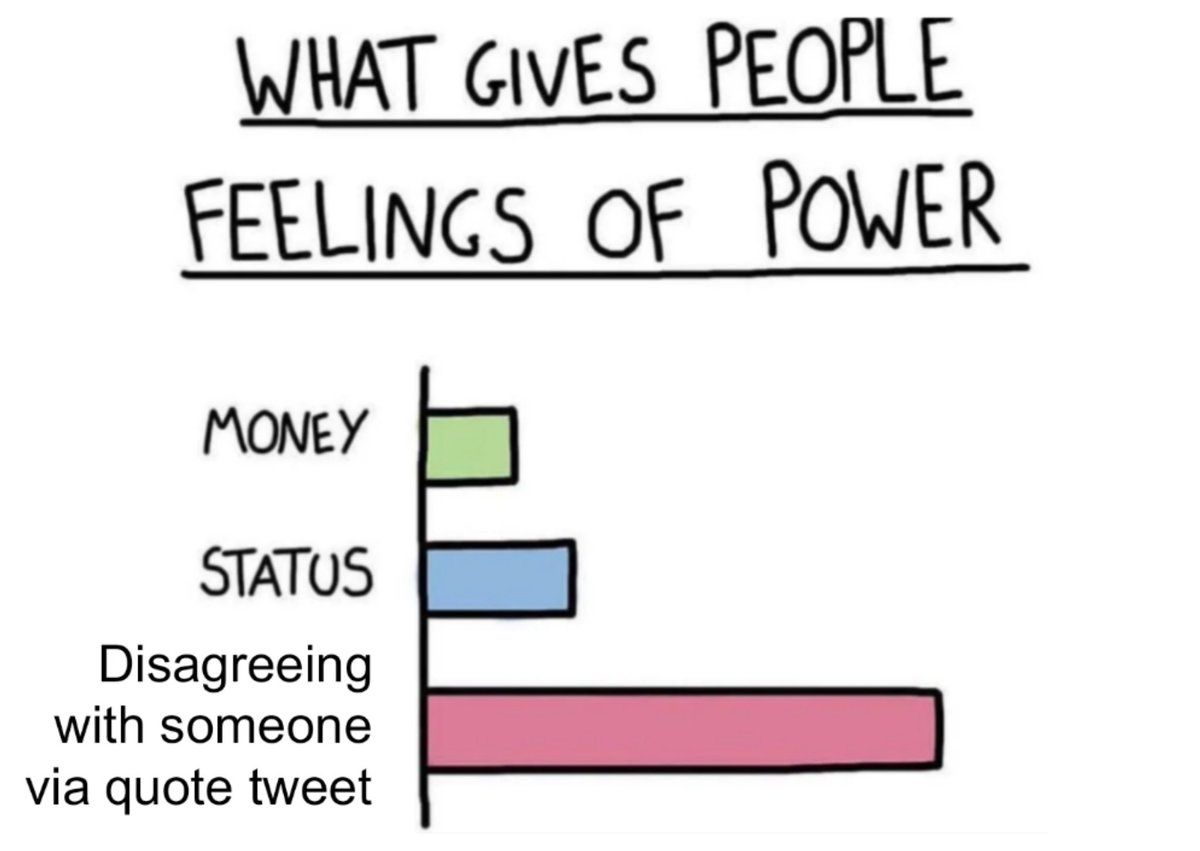 WHAT GIVES PEOPLE
FEELINGS OF POWER
MONEY
STATUS
Disagreeing
with someone
via quote tweet